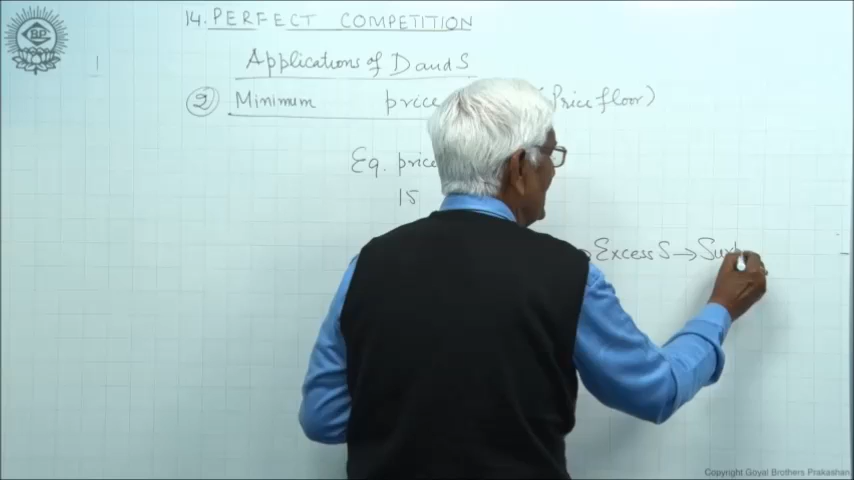 14. PERFECT COMPETITION
GBP
Applications of D and S
2 Minimum price (Price floor)
Eq. price
15
Excess S →
Copyright Goyal Brothers Prakashan.